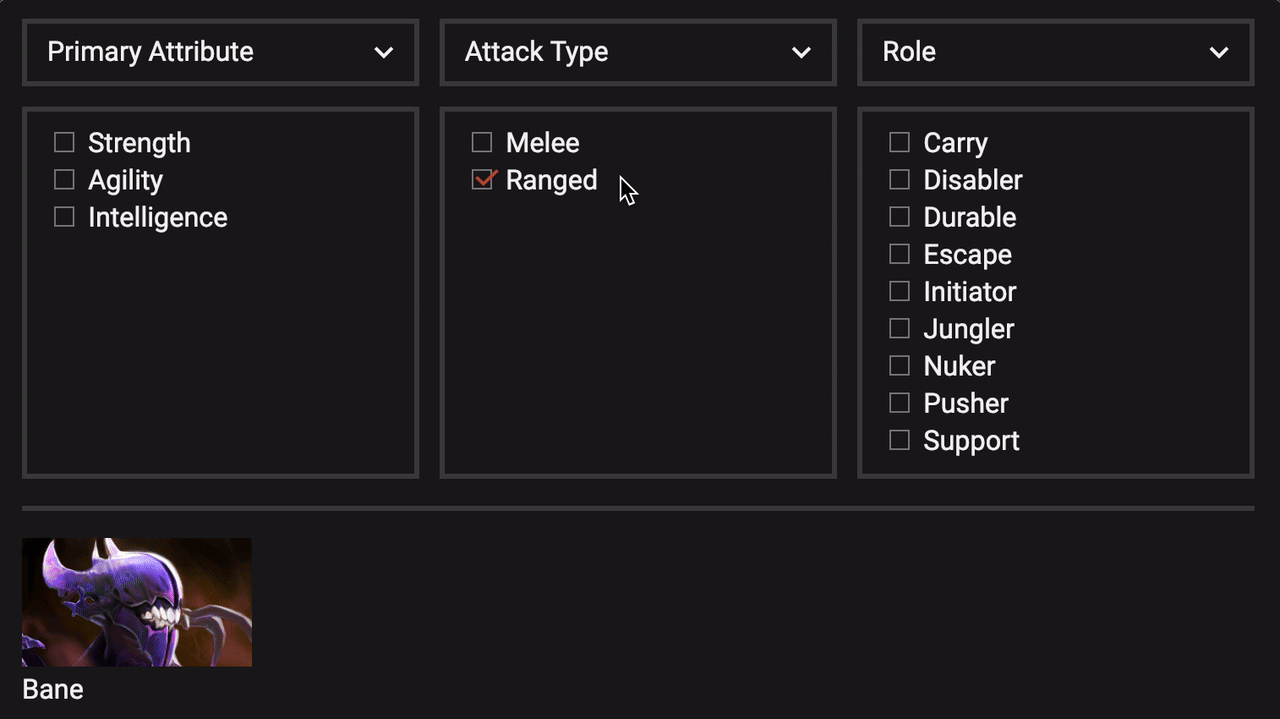 Primary Attribute
Attack Type
Role
Strength
Agility
Intelligence
Melee
Ranged
Carry
Disabler
Durable
Escape
Initiator
Jungler
Nuker
Pusher
Support
Bane